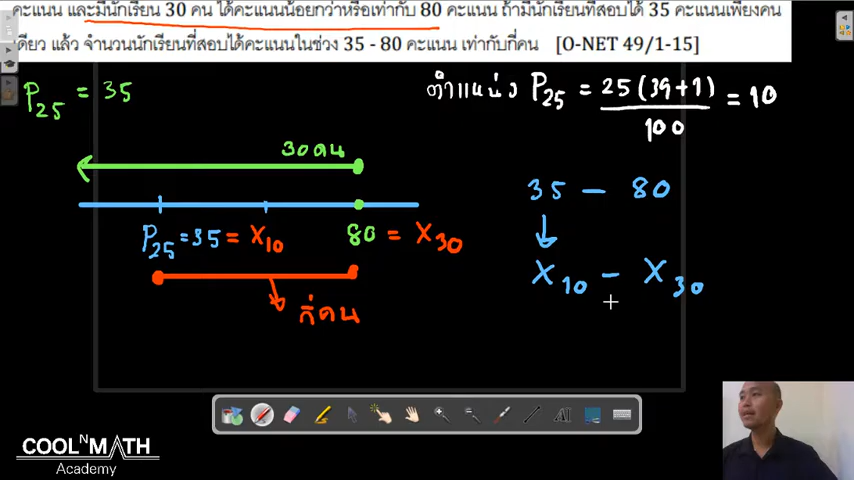 คะแนน และมีนักเรียน 30 คน ได้คะแนนน้อยกว่าหรือเท่ากับ 80 คะแนน ถ้ามีนักเรียนที่สอบได้ 35 คะแนนเพียงคน
เดียว แล้ว จำนวนนักเรียนที่สอบได้คะแนนในช่วง 35 - 80 คะแนน เท่ากับกี่คน [O-NET 49/1-15]
P25 = 35
ตำแหน่ง P25 = 25(39+1)/100 = 10
30คน
35 – 80
P25=35 = X10
80 = X30
X10 – X30
กี่คน
COOL N MATH
Academy